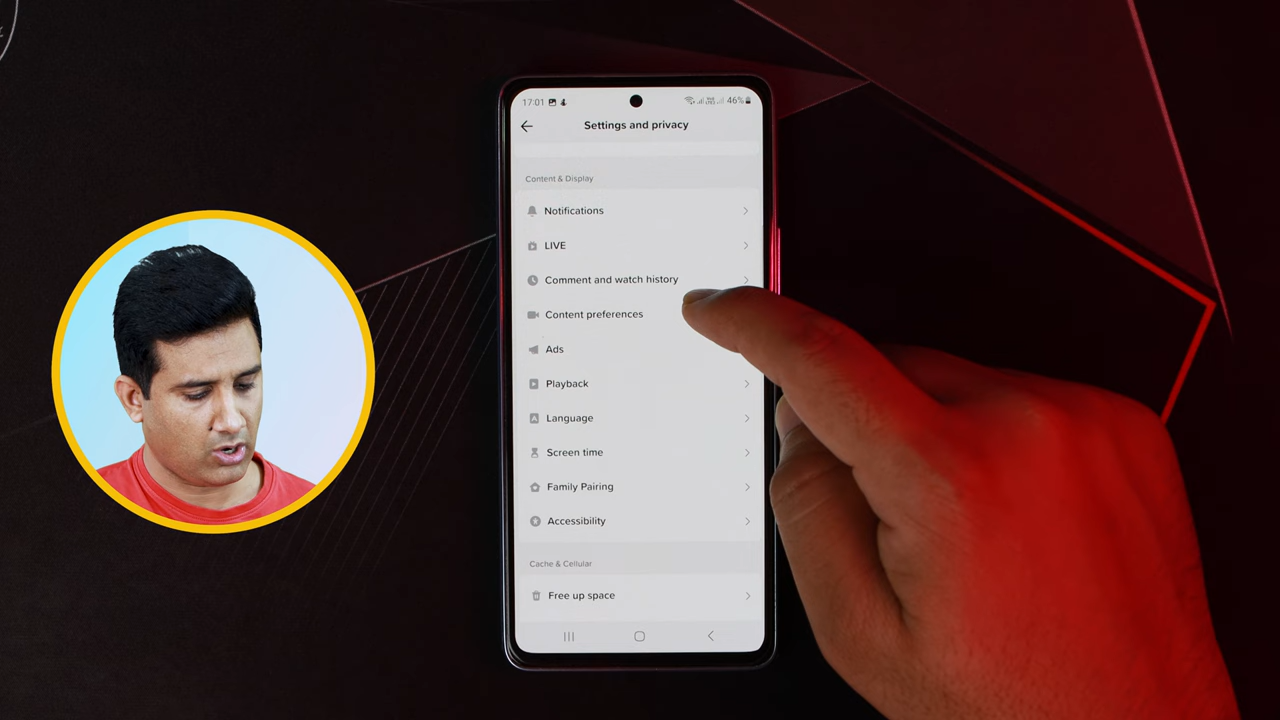 17:01 46%
Settings and privacy
Content & Display
Notifications
LIVE
Comment and watch history
Content preferences
Ads
Playback
Language
Screen time
Family Pairing
Accessibility
Cache & Cellular
Free up space